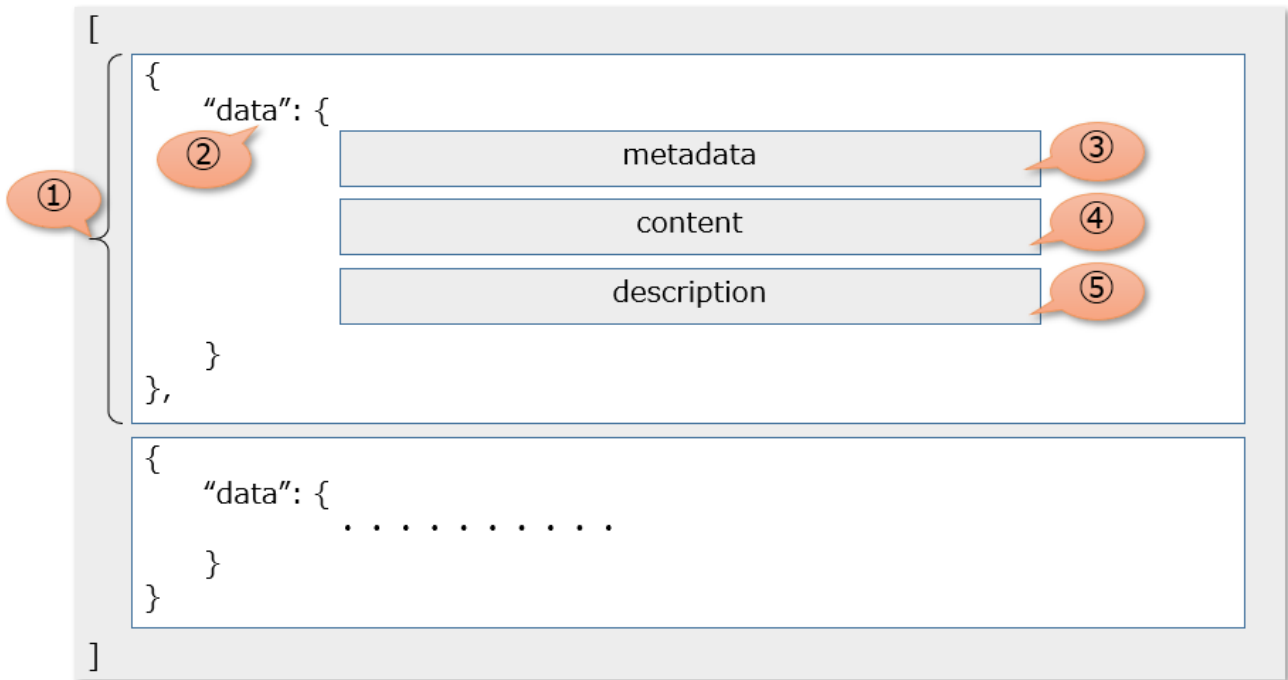 [
{
“data”: {
②
metadata
③
①
content
④
description
⑤
}
},
{
“data”: {
· · · · · · · · · ·
}
}
]